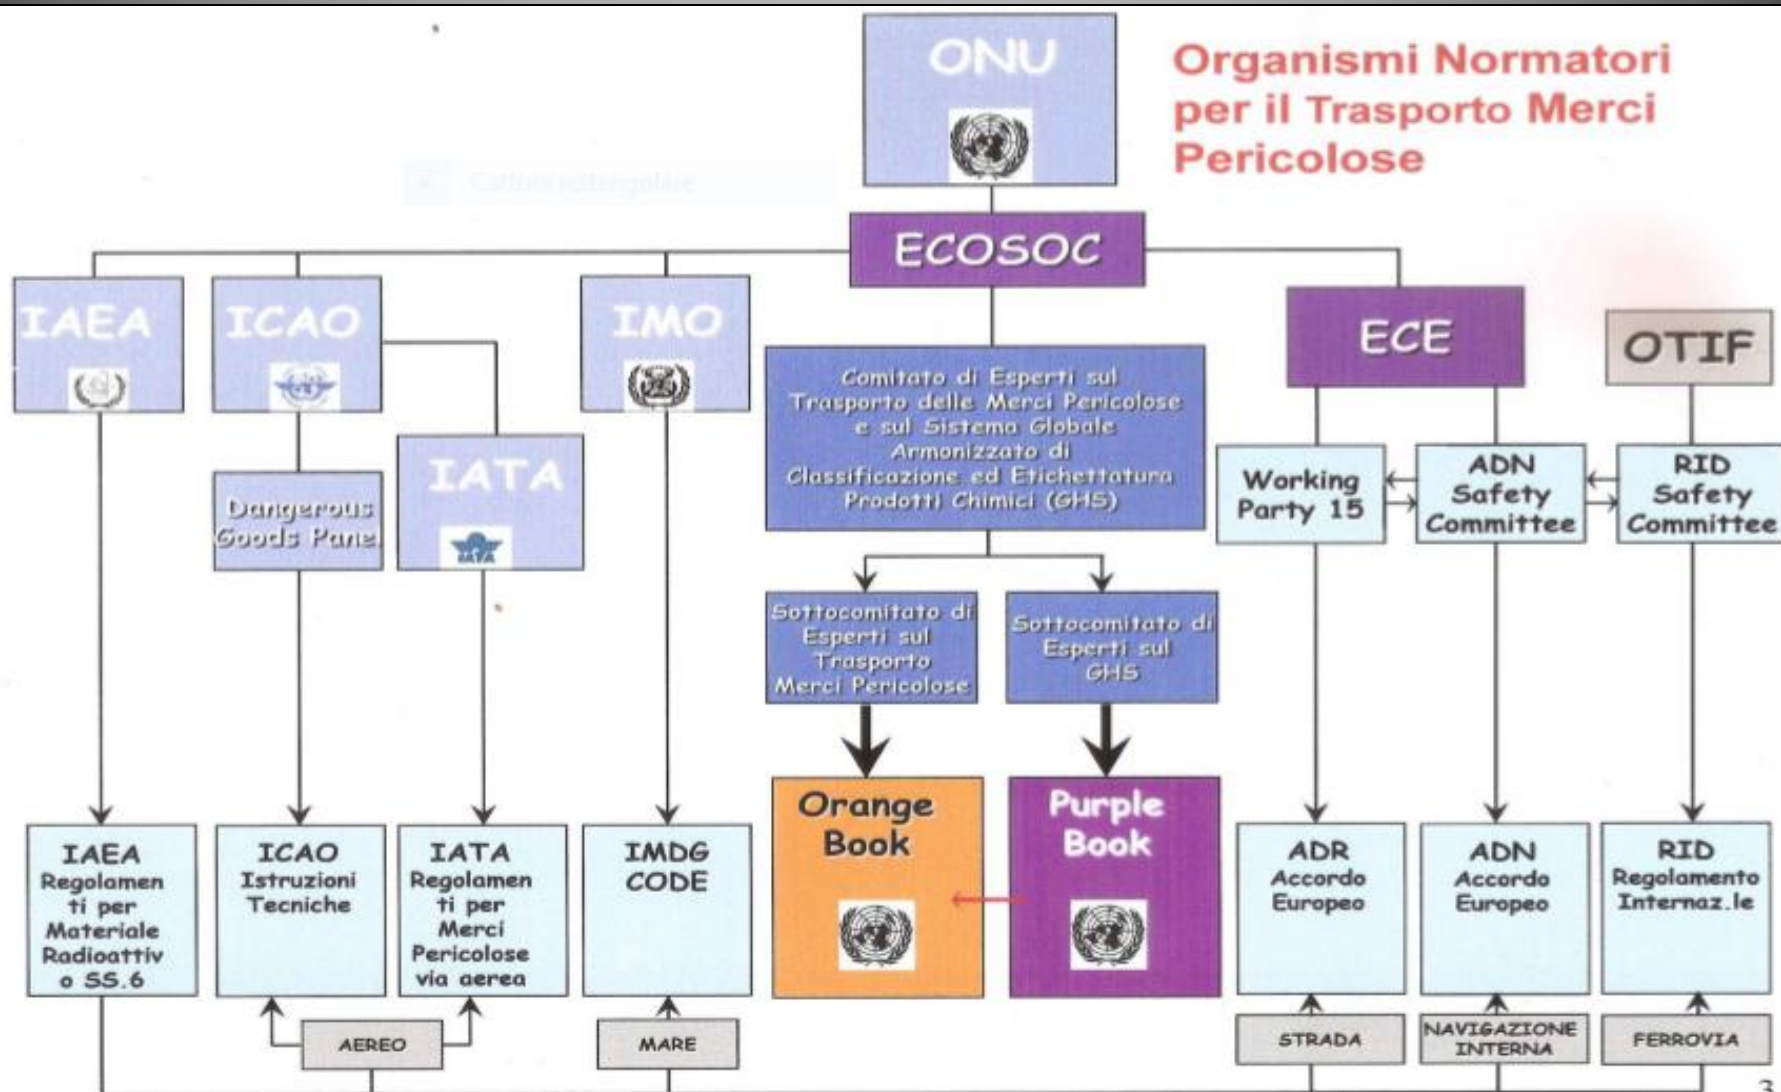 ONU
Organismi Normatori
per il Trasporto Merci
Pericolose
Cattura rettangolare
ECOSOC
IAEA
ICAO
IMO
ECE
OTIF
IATA
IATA
Dangerous
Goods Panel
Comitato di Esperti sul
Trasporto delle Merci Pericolose
e sul Sistema Globale
Armonizzato di
Classificazione ed Etichettatura
Prodotti Chimici (GHS)
Working
Party 15
ADN
Safety
Committee
RID
Safety
Committee
Sottocomitato di
Esperti sul
Trasporto
Merci Pericolose
Sottocomitato di
Esperti sul
GHS
IAEA
Regolamen
ti per
Materiale
Radioattiv
o SS.6
ICAO
Istruzioni
Tecniche
IATA
Regolamen
ti per
Merci
Pericolose
via aerea
IMDG
CODE
Orange
Book
Purple
Book
ADR
Accordo
Europeo
ADN
Accordo
Europeo
RID
Regolamento
Internaz.le
AEREO
MARE
STRADA
NAVIGAZIONE
INTERNA
FERROVIA
3